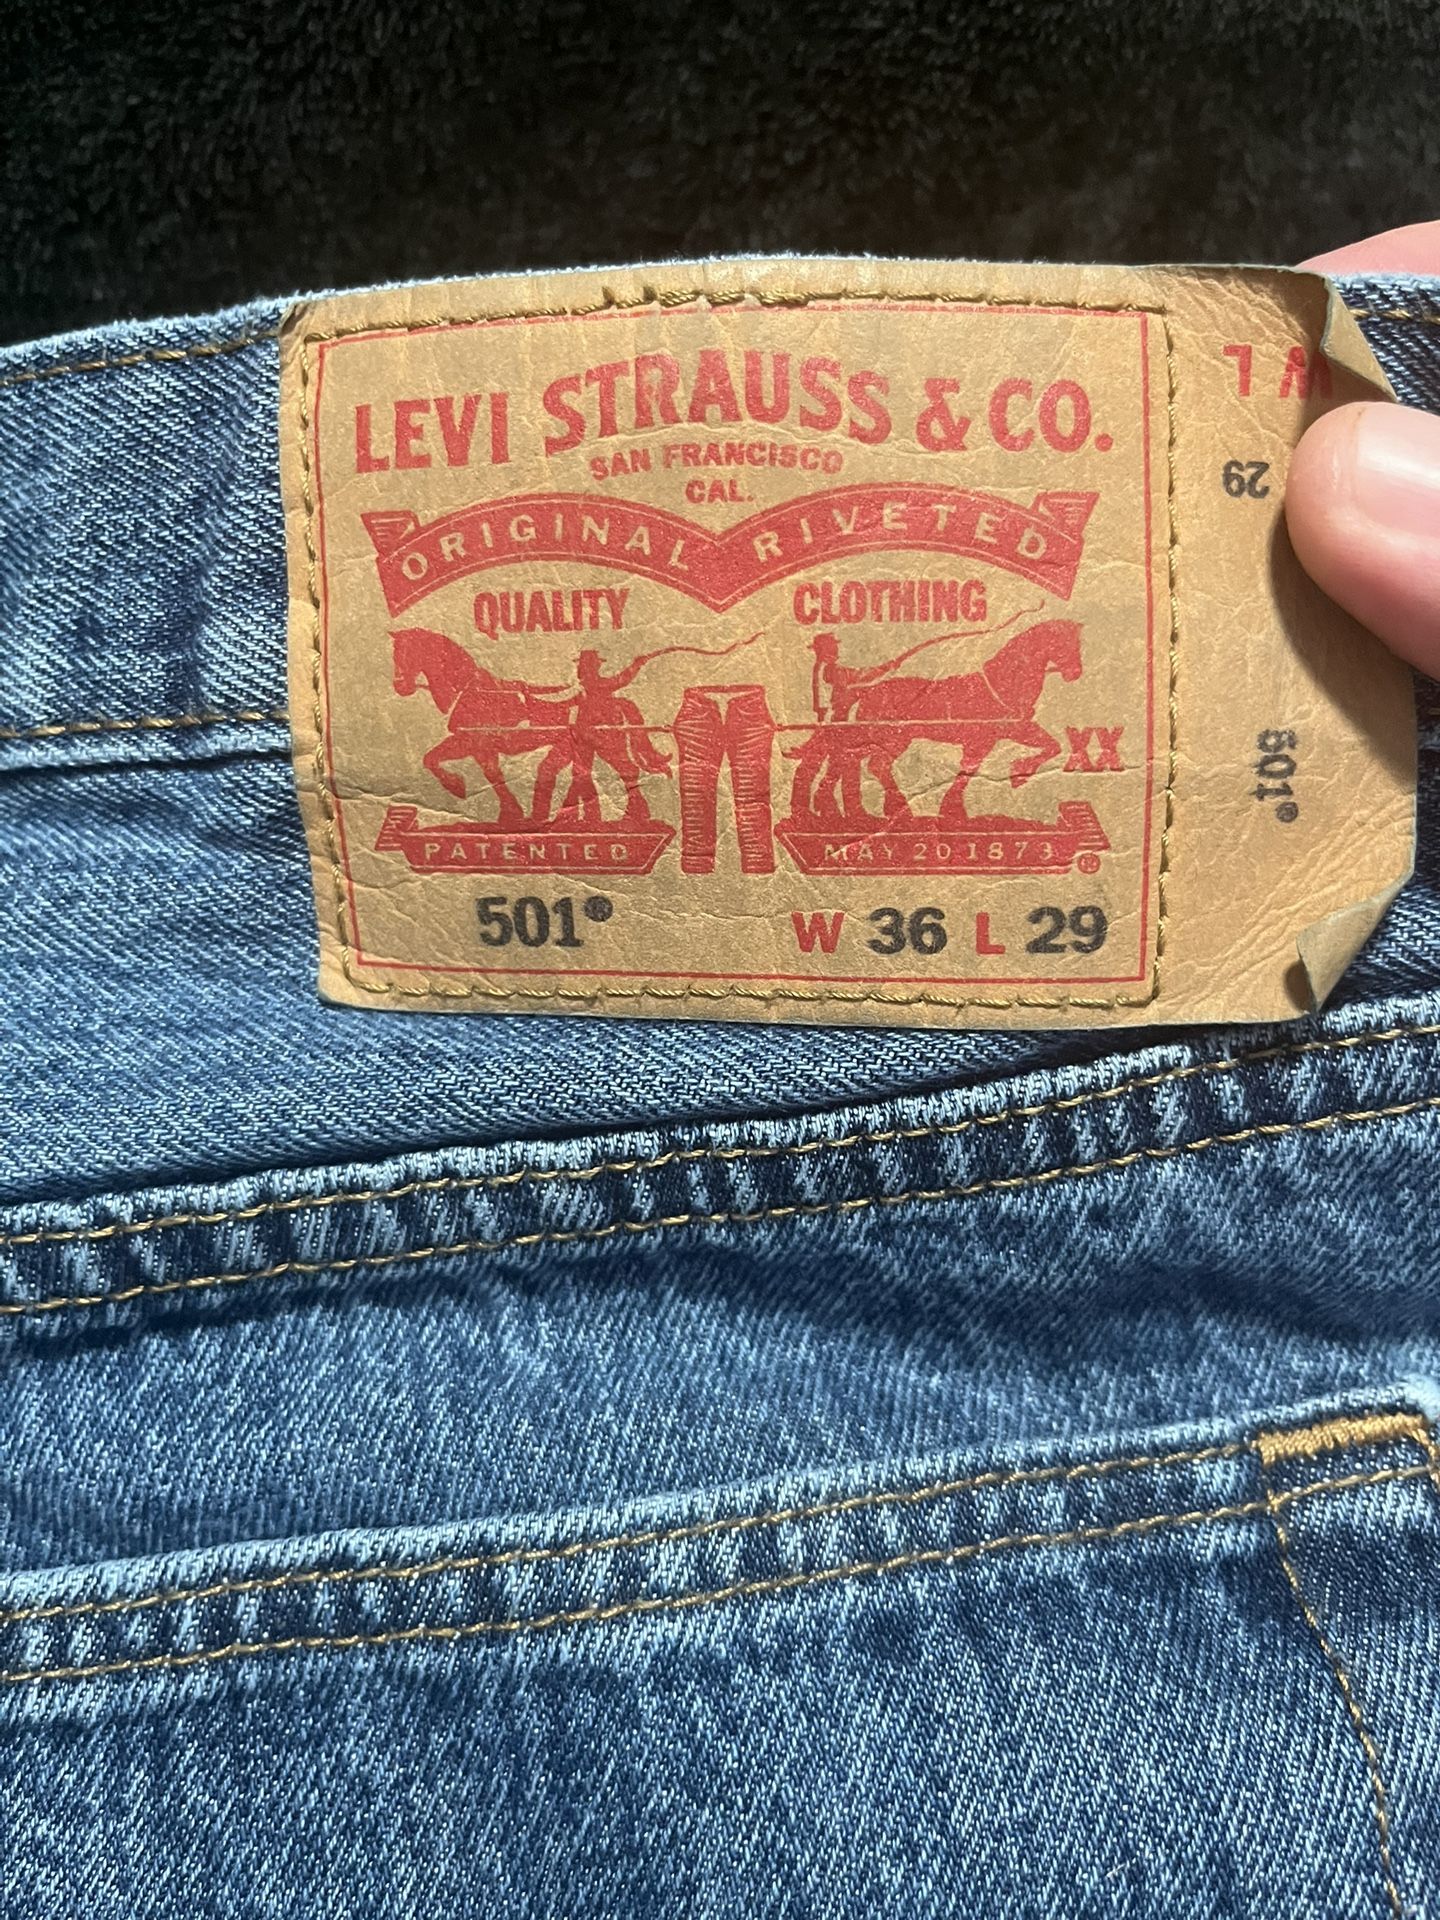 LEVI STRAUSS & CO.
SAN FRANCISCO
CAL.
ORIGINAL RIVETED
QUALITY CLOTHING
XX
PATENTED MAY 20 1873 ®
501® W 36 L 29
W L
29
501®